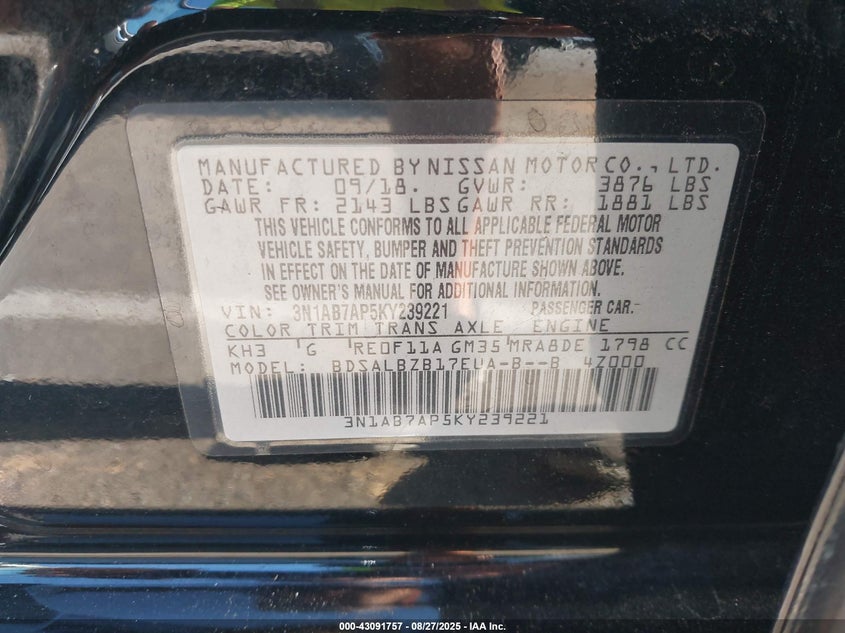 MANUFACTURED BY NISSAN MOTOR CO., LTD.
DATE: 09/18. GVWR: 3876 LBS
GAWR FR: 2143 LBS GAWR RR: 1881 LBS
THIS VEHICLE CONFORMS TO ALL APPLICABLE FEDERAL MOTOR
VEHICLE SAFETY, BUMPER AND THEFT PREVENTION STANDARDS
IN EFFECT ON THE DATE OF MANUFACTURE SHOWN ABOVE.
SEE OWNER'S MANUAL FOR ADDITIONAL INFORMATION.
VIN: 3N1AB7AP5KY239221 PASSENGER CAR.
COLOR TRIM TRANS AXLE ENGINE
KH3 G RE0F11A GM35 MRA8DE 1798 CC
MODEL: BDSALBZB17EUA-B--B 4Z000
3N1AB7AP5KY239221
000-43091757 - 08/27/2025 - IAA Inc.